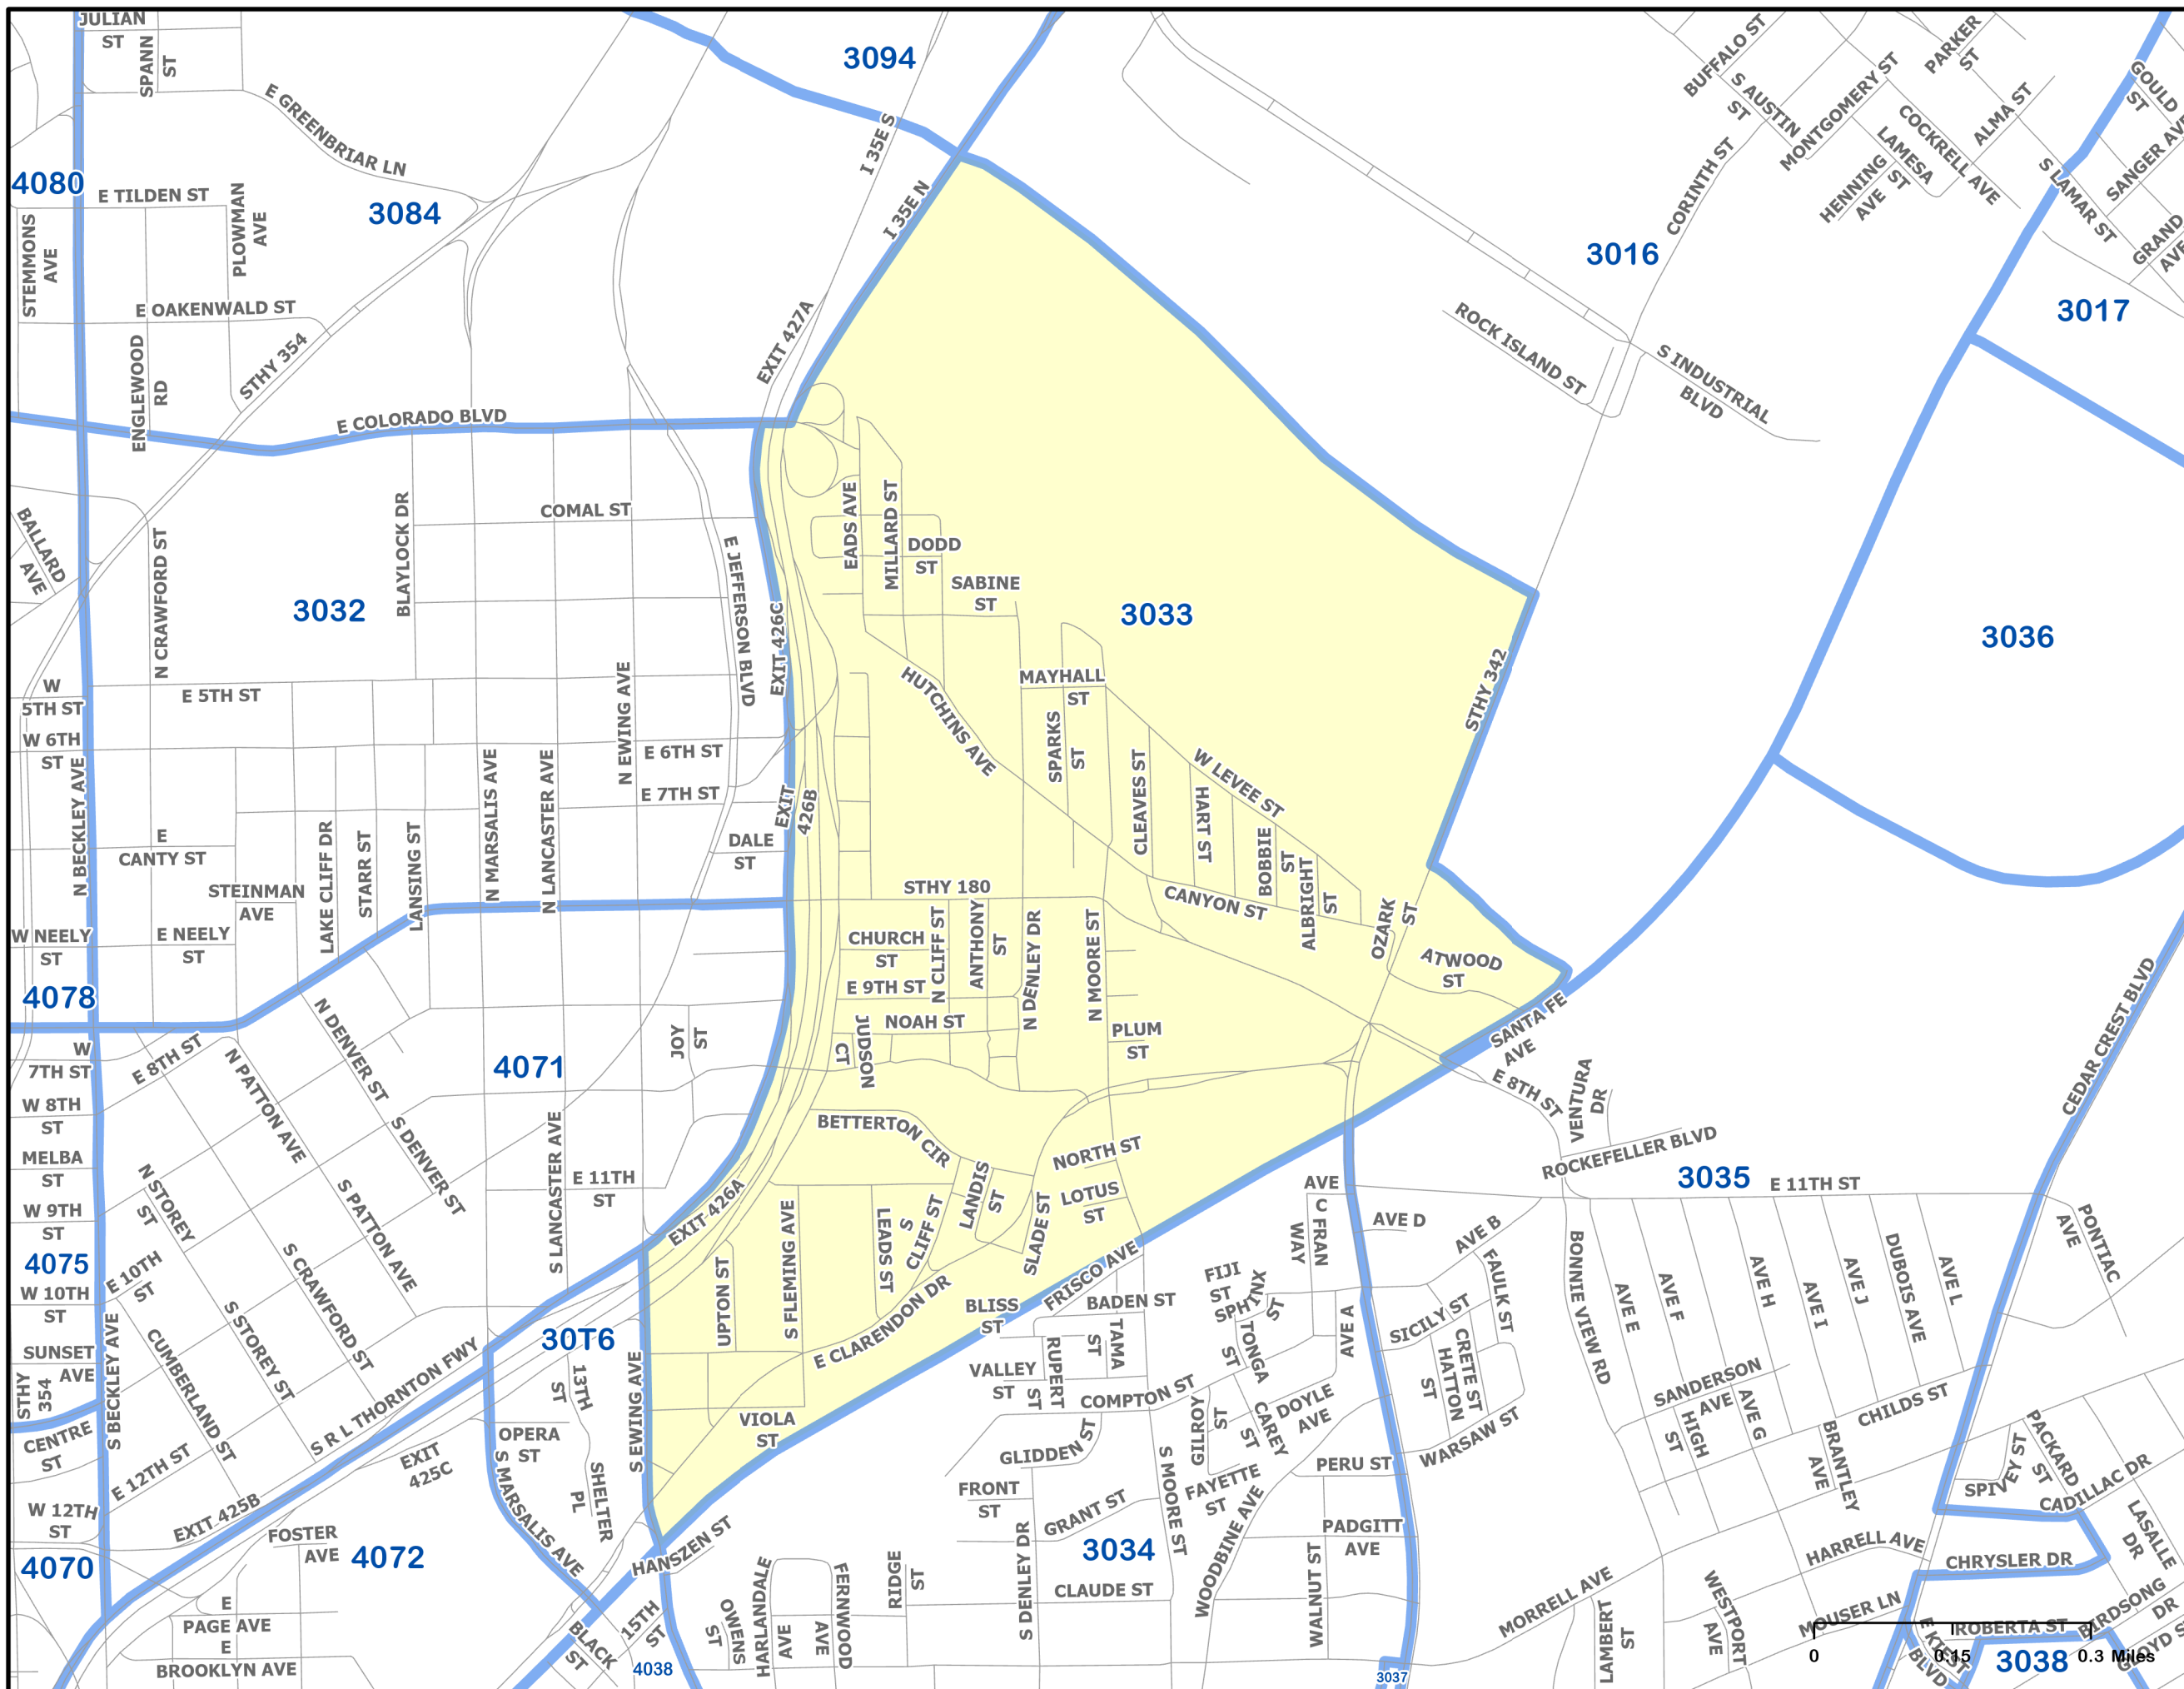 JULIAN
ST
SPANN
ST
E GREENBRIAR LN
3094
I 35E S
I 35E N
BUFFALO ST
S AUSTIN
ST
MONTGOMERY ST
PARKER
ST
COCKRELL AVE
ALMA ST
LAMESA
ST
HENNING
AVE
GOULD
ST
SANGER AVE
S LAMAR ST
GRAND
AVE
CORINTH ST
4080
E TILDEN ST
3084
PLOWMAN
AVE
STEMMONS
AVE
E OAKENWALD ST
ENGLEWOOD
RD
STHY 354
EXIT 427A
3016
3017
ROCK ISLAND ST
S INDUSTRIAL
BLVD
E COLORADO BLVD
BALLARD
AVE
N CRAWFORD ST
BLAYLOCK DR
COMAL ST
E JEFFERSON BLVD
EXIT 426C
EADS AVE
MILLARD ST
DODD
ST
SABINE
ST
3032
3033
3036
STHY 342
W
5TH ST
E 5TH ST
W 6TH
ST
N BECKLEY AVE
N EWING AVE
E 6TH ST
E 7TH ST
HUTCHINS AVE
MAYHALL
ST
SPARKS
ST
CLEAVES ST
W LEVEE ST
HART ST
BOBBIE
ST
ALBRIGHT
ST
E
CANTY ST
STEINMAN
AVE
LAKE CLIFF DR
STARR ST
LANSING ST
N MARSALIS AVE
N LANCASTER AVE
DALE
ST
EXIT
426B
STHY 180
CANYON ST
OZARK
ST
ATWOOD
ST
W NEELY
ST
E NEELY
ST
CHURCH
ST
N CLIFF ST
ANTHONY
ST
N DENLEY DR
N MOORE ST
E 9TH ST
4078
NOAH ST
PLUM
ST
SANTA FE
AVE
CEDAR CREST BLVD
W
7TH ST
E 8TH ST
N PATTON AVE
N DENVER ST
4071
JOY
ST
JUDSON
CT
E 8TH ST
VENTURA
DR
W 8TH
ST
S DENVER ST
MELBA
ST
BETTERTON CIR
NORTH ST
ROCKEFELLER BLVD
3035
E 11TH ST
N STOREY
ST
S PATTON AVE
S LANCASTER AVE
E 11TH
ST
EXIT 426A
LANDIS
ST
LOTUS
ST
AVE
C
W 9TH
ST
S FLEMING AVE
LEADS ST
S
CLIFF ST
SLADE ST
FRAN
WAY
AVE D
AVE B
PONTIAC
AVE
4075
E 10TH
ST
S CRAWFORD ST
UPTON ST
FRISCO AVE
FIJI
ST
SPHYNX
ST
FAULK ST
BONNIE VIEW RD
AVE E
AVE F
AVE H
AVE I
AVE J
DUBOIS AVE
AVE L
W 10TH
ST
S STOREY ST
30T6
E CLARENDON DR
BLISS
ST
BADEN ST
TONGA
ST
AVE A
SICILY ST
CUMBERLAND ST
S BECKLEY AVE
SUNSET
AVE
STHY
354
CENTRE
ST
S R L THORNTON FWY
13TH
ST
S EWING AVE
VALLEY
ST
RUPERT
ST
TAMA
ST
CRETE ST
HATTON
ST
COMPTON ST
DOYLE
AVE
SANDERSON
AVE
CHILDS ST
VIOLA
ST
OPERA
ST
GLIDDEN ST
GILROY
ST
CAREY
ST
WARSAW ST
HIGH
ST
AVE G
BRANTLEY
AVE
PACKARD
ST
E 12TH ST
EXIT
425C
S MARSALIS AVE
SHELTER
PL
FRONT
ST
GRANT ST
S MOORE ST
FAYETTE
ST
PERU ST
SPIVEY ST
CADILLAC DR
W 12TH
ST
EXIT 425B
FOSTER
AVE
HANSZEN ST
WOODBINE AVE
PADGITT
AVE
HARRELL AVE
CHRYSLER DR
LASALLE
DR
4070
4072
3034
S DENLEY DR
CLAUDE ST
WALNUT ST
MORRELL AVE
WESTPORT
AVE
MOUSER LN
E
PAGE AVE
E
BROOKLYN AVE
BLACK
ST
15TH
ST
OWENS
ST
HARLANDALE
AVE
FERNWOOD
AVE
RIDGE
ST
LAMBERT
ST
E KIEST
BLVD
ROBERTA ST
BIRDSONG
DR
GLOYD S
4038
3037
3038
0
0.15
0.3 Miles